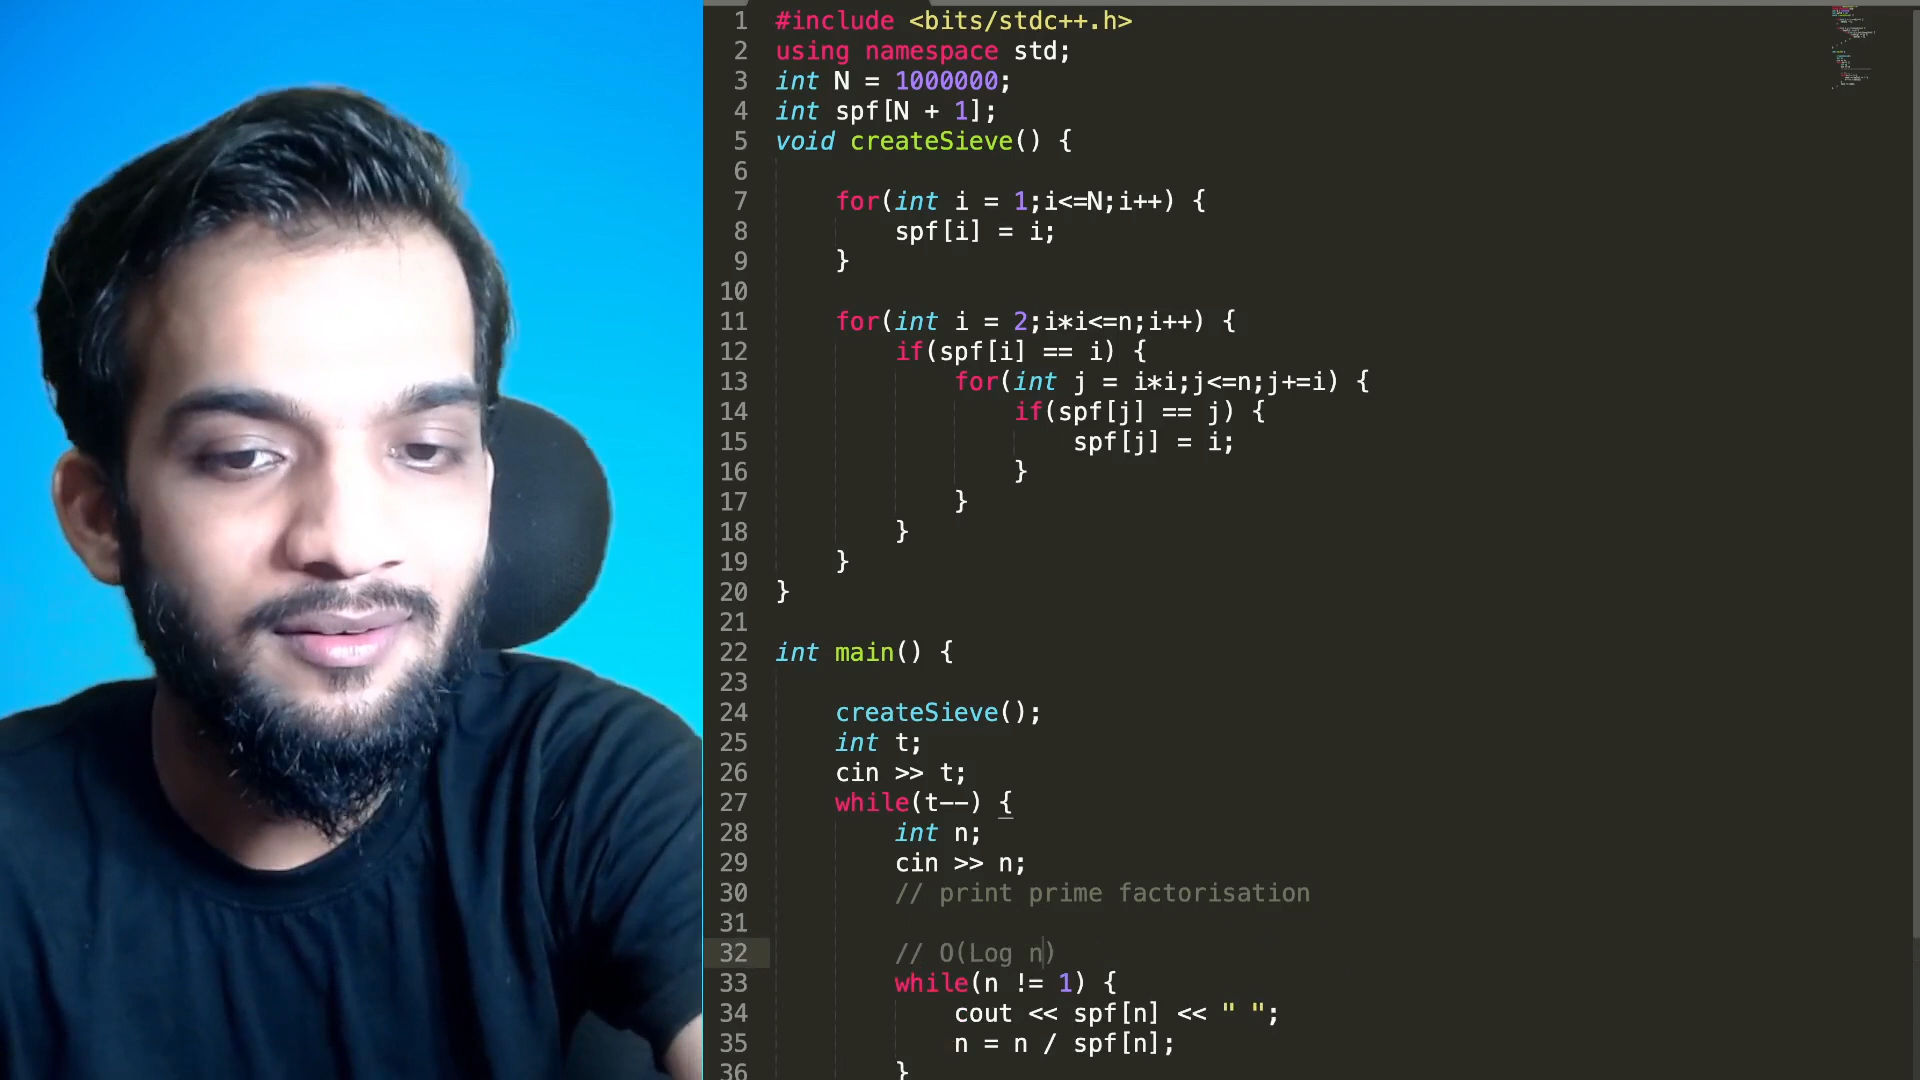 1 #include <bits/stdc++.h>
2 using namespace std;
3 int N = 1000000;
4 int spf[N + 1];
5 void createSieve() {
6
7 for(int i = 1;i<=N;i++) {
8 spf[i] = i;
9 }
10
11 for(int i = 2;i*i<=n;i++) {
12 if(spf[i] == i) {
13 for(int j = i*i;j<=n;j+=i) {
14 if(spf[j] == j) {
15 spf[j] = i;
16 }
17 }
18 }
19 }
20 }
21
22 int main() {
23
24 createSieve();
25 int t;
26 cin >> t;
27 while(t--) {
28 int n;
29 cin >> n;
30 // print prime factorisation
31
32 // O(Log n)
33 while(n != 1) {
34 cout << spf[n] << " ";
35 n = n / spf[n];
36 }